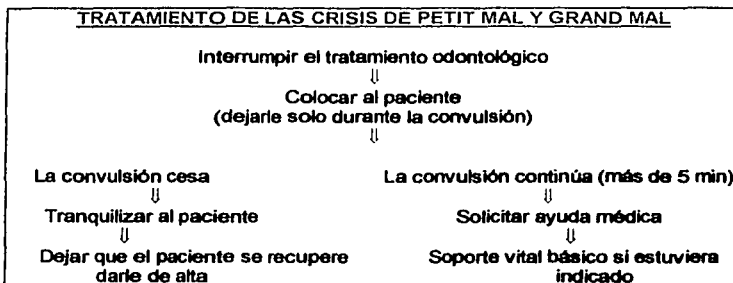 TRATAMIENTO DE LAS CRISIS DE PETIT MAL Y GRAND MAL
Interrumpir el tratamiento odontológico
⇓
Colocar al paciente
(dejarle solo durante la convulsión)
⇓
La convulsión cesa
⇓
Tranquilizar al paciente
⇓
Dejar que el paciente se recupere
darle de alta
La convulsión continúa (más de 5 min)
⇓
Solicitar ayuda médica
⇓
Soporte vital básico si estuviera
indicado